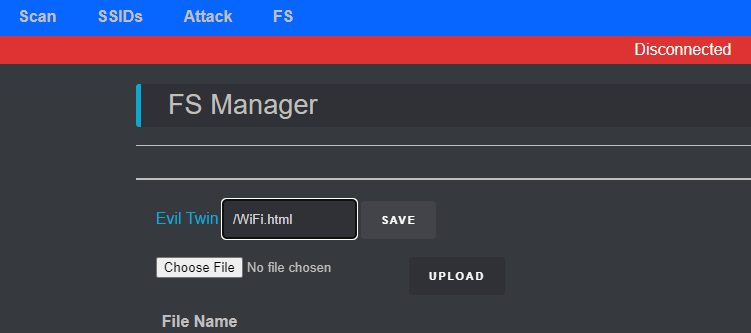 Scan SSIDs Attack FS
Disconnected
FS Manager
Evil Twin /WiFi.html SAVE
Choose File No file chosen UPLOAD
File Name